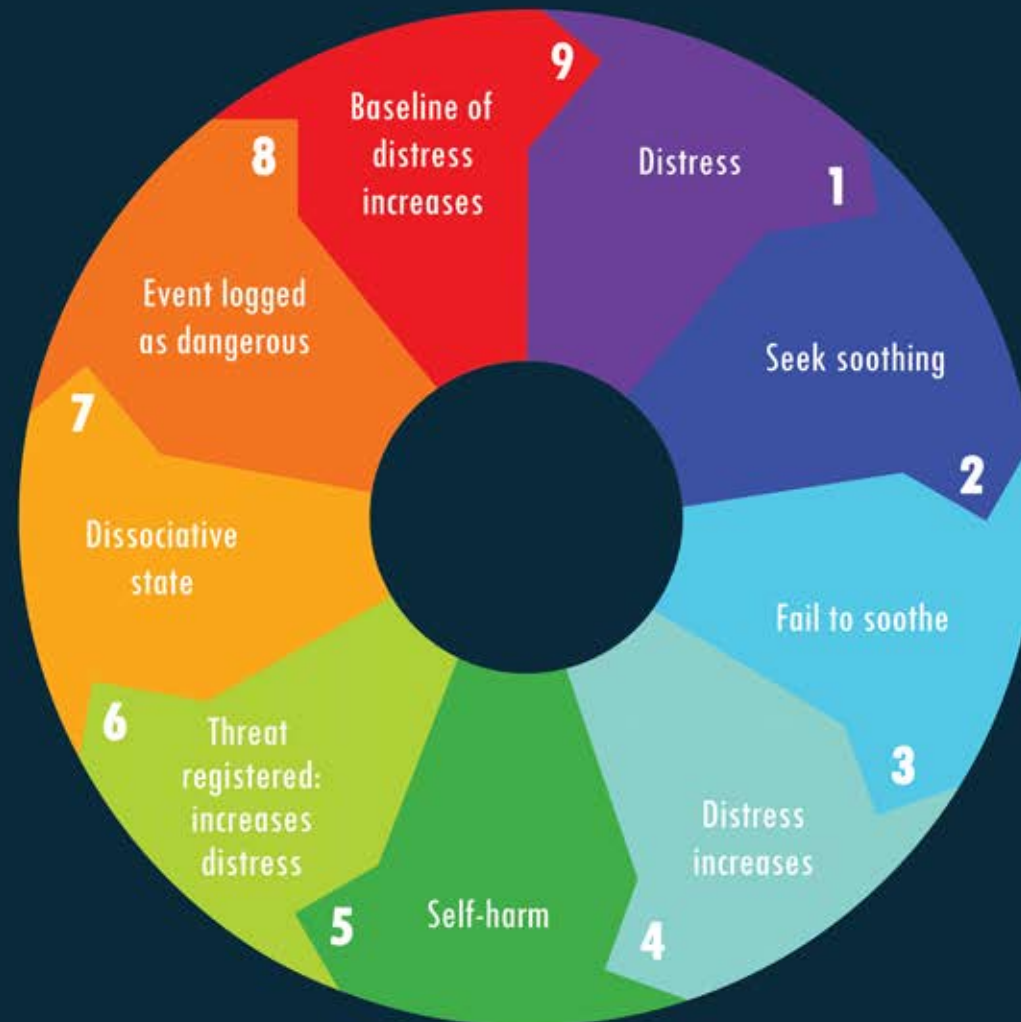 Distress
1
Seek soothing
2
Fail to soothe
3
Distress
increases
4
Self-harm
5
Threat
registered:
increases
distress
6
Dissociative
state
7
Event logged
as dangerous
8
Baseline of
distress
increases
9